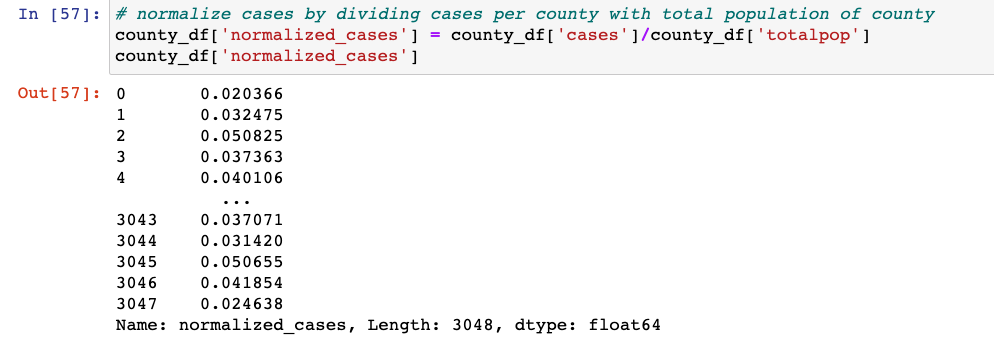 In [57]: # normalize cases by dividing cases per county with total population of county
county_df['normalized_cases'] = county_df['cases']/county_df['totalpop']
county_df['normalized_cases']
Out[57]: 0       0.020366
1       0.032475
2       0.050825
3       0.037363
4       0.040106
...
3043    0.037071
3044    0.031420
3045    0.050655
3046    0.041854
3047    0.024638
Name: normalized_cases, Length: 3048, dtype: float64